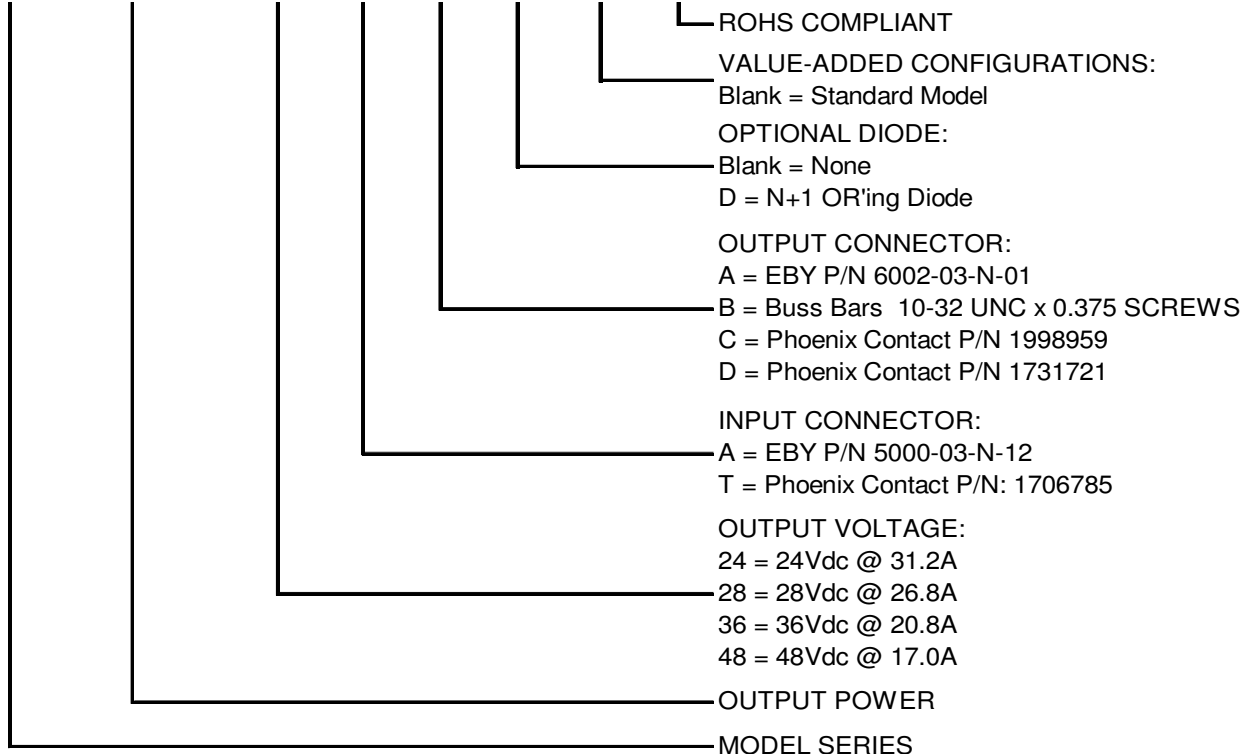 ROHS COMPLIANT
VALUE-ADDED CONFIGURATIONS:
Blank = Standard Model
OPTIONAL DIODE:
Blank = None
D = N+1 OR'ing Diode
OUTPUT CONNECTOR:
A = EBY P/N 6002-03-N-01
B = Buss Bars 10-32 UNC x 0.375 SCREWS
C = Phoenix Contact P/N 1998959
D = Phoenix Contact P/N 1731721
INPUT CONNECTOR:
A = EBY P/N 5000-03-N-12
T = Phoenix Contact P/N: 1706785
OUTPUT VOLTAGE:
24 = 24Vdc @ 31.2A
28 = 28Vdc @ 26.8A
36 = 36Vdc @ 20.8A
48 = 48Vdc @ 17.0A
OUTPUT POWER
MODEL SERIES